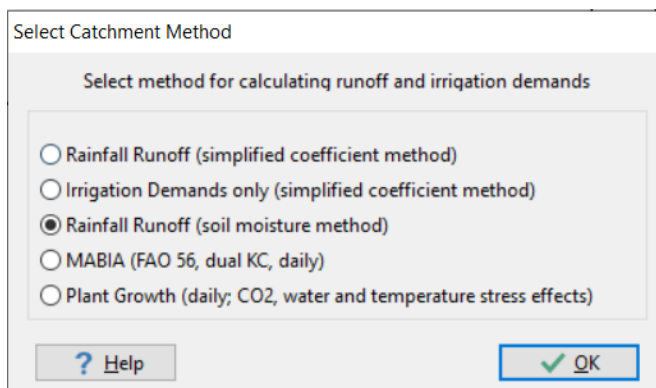 Select Catchment Method
Select method for calculating runoff and irrigation demands
Rainfall Runoff (simplified coefficient method)
Irrigation Demands only (simplified coefficient method)
Rainfall Runoff (soil moisture method)
MABIA (FAO 56, dual KC, daily)
Plant Growth (daily; CO2, water and temperature stress effects)
? Help
OK